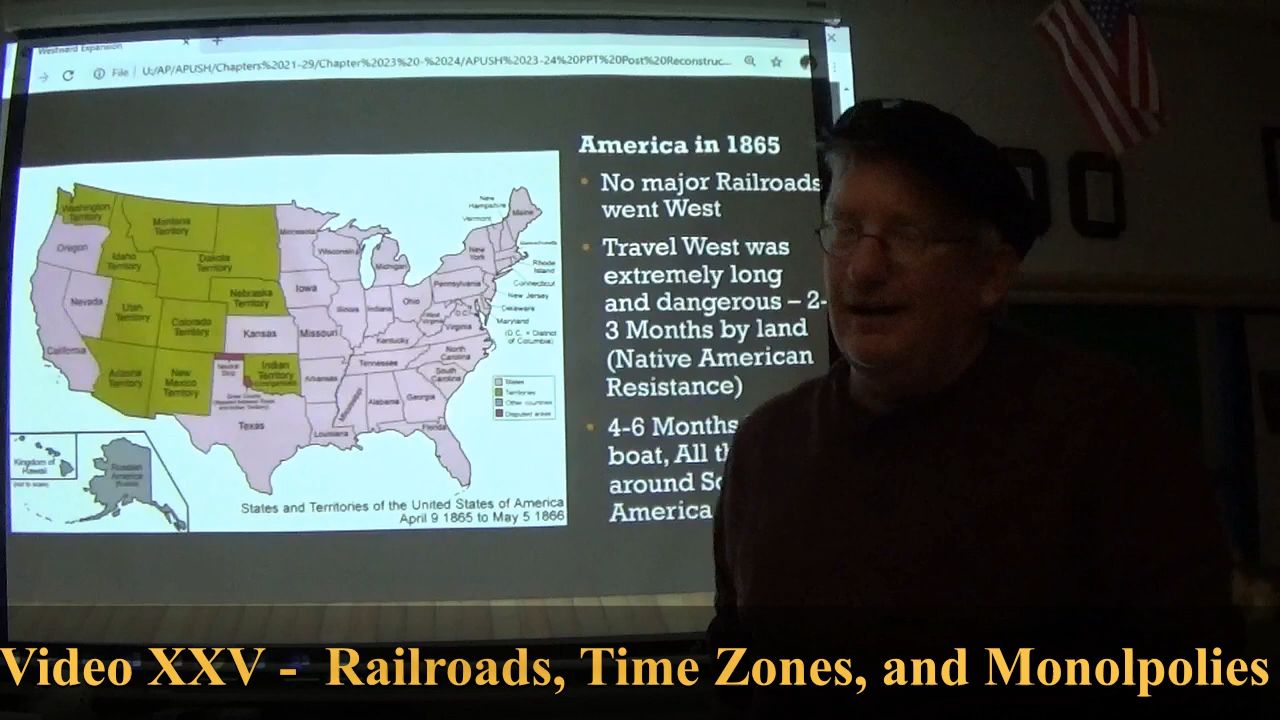 Westward Expansion
File | U:/AP/APUSH/Chapters%2021-29/Chapter%2023%20-%2024/APUSH%2023-24%20PPT%20Post%20Reconstruc...
America in 1865
No major Railroads
went West
Travel West was
extremely long
and dangerous – 2-
3 Months by land
(Native American
Resistance)
4-6 Months
boat, All th
around So
America
Washington
Territory
Montana
Territory
Oregon
Idaho
Territory
Dakota
Territory
Minnesota
Wisconsin
Michigan
New
Hampshire
Vermont
Maine
Massachusetts
New
York
Rhode
Island
Connecticut
New Jersey
Delaware
Maryland
(D.C. = District
of Columbia)
Nevada
Utah
Territory
Nebraska
Territory
Iowa
Illinois
Indiana
Ohio
Pennsylvania
West
Virginia
D.C.
Virginia
California
Colorado
Territory
Kansas
Missouri
Kentucky
North
Carolina
Tennessee
South
Carolina
Arizona
Territory
New
Mexico
Territory
Neutral
Strip
Indian
Territory
(unorganized)
Arkansas
Mississippi
Alabama
Georgia
Texas
Louisiana
Florida
States
Territories
Other countries
Disputed areas
Kingdom of
Hawaii
(not to scale)
Russian
America
States and Territories of the United States of America
April 9 1865 to May 5 1866
Video XXV - Railroads, Time Zones, and Monolpolies